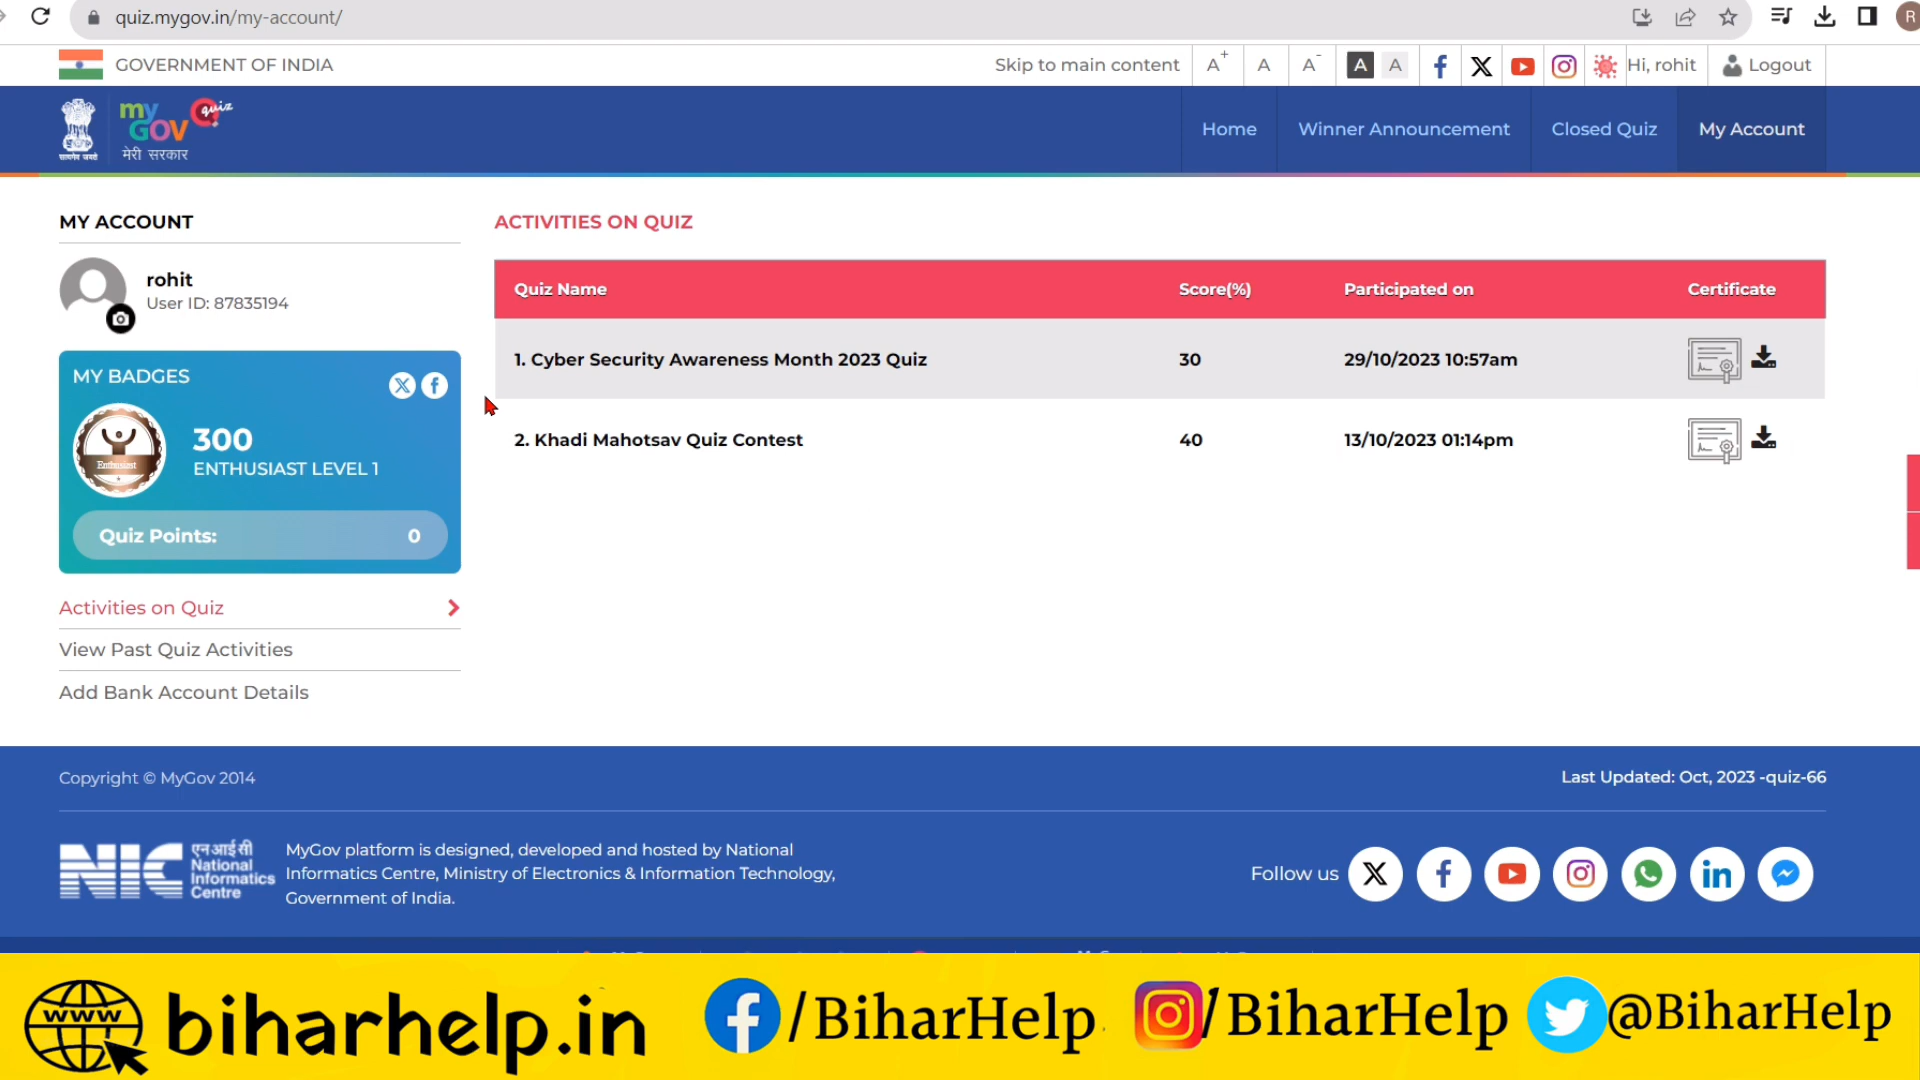 quiz.mygov.in/my-account/
R
GOVERNMENT OF INDIA
Skip to main content
A+
A
A-
A
A
Hi, rohit
Logout
सत्यमेव जयते
my
GOV
quiz
मेरी सरकार
Home
Winner Announcement
Closed Quiz
My Account
MY ACCOUNT
rohit
User ID: 87835194
MY BADGES
Enthusiast
300
ENTHUSIAST LEVEL 1
Quiz Points: 0
Activities on Quiz
View Past Quiz Activities
Add Bank Account Details
ACTIVITIES ON QUIZ
Quiz Name Score(%) Participated on Certificate
1. Cyber Security Awareness Month 2023 Quiz 30 29/10/2023 10:57am
2. Khadi Mahotsav Quiz Contest 40 13/10/2023 01:14pm
Copyright © MyGov 2014
Last Updated: Oct, 2023 -quiz-66
NIC
एनआईसी
National
Informatics
Centre
MyGov platform is designed, developed and hosted by National
Informatics Centre, Ministry of Electronics & Information Technology,
Government of India.
Follow us
www
biharhelp.in
/BiharHelp
/BiharHelp
@BiharHelp